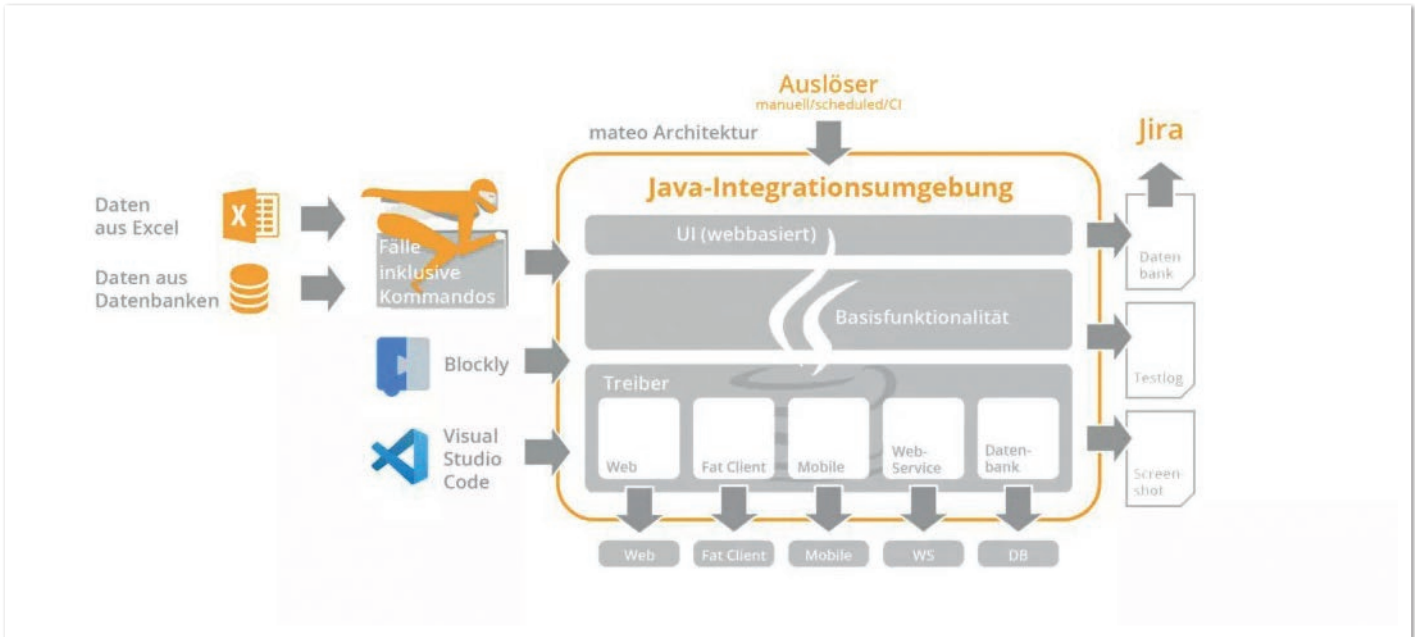 Auslöser
manuell/scheduled/CI
mateo Architektur
Jira
Java-Integrationsumgebung
Daten
aus Excel
X
UI (webbasiert)
Fälle
inklusive
Kommandos
Daten
bank
Daten aus
Datenbanken
Basisfunktionalität
Blockly
Treiber
Testlog
Visual
Studio
Code
Web
Fat Client
Mobile
Web-
Service
Daten-
bank
Screen-
shot
Web
Fat Client
Mobile
WS
DB